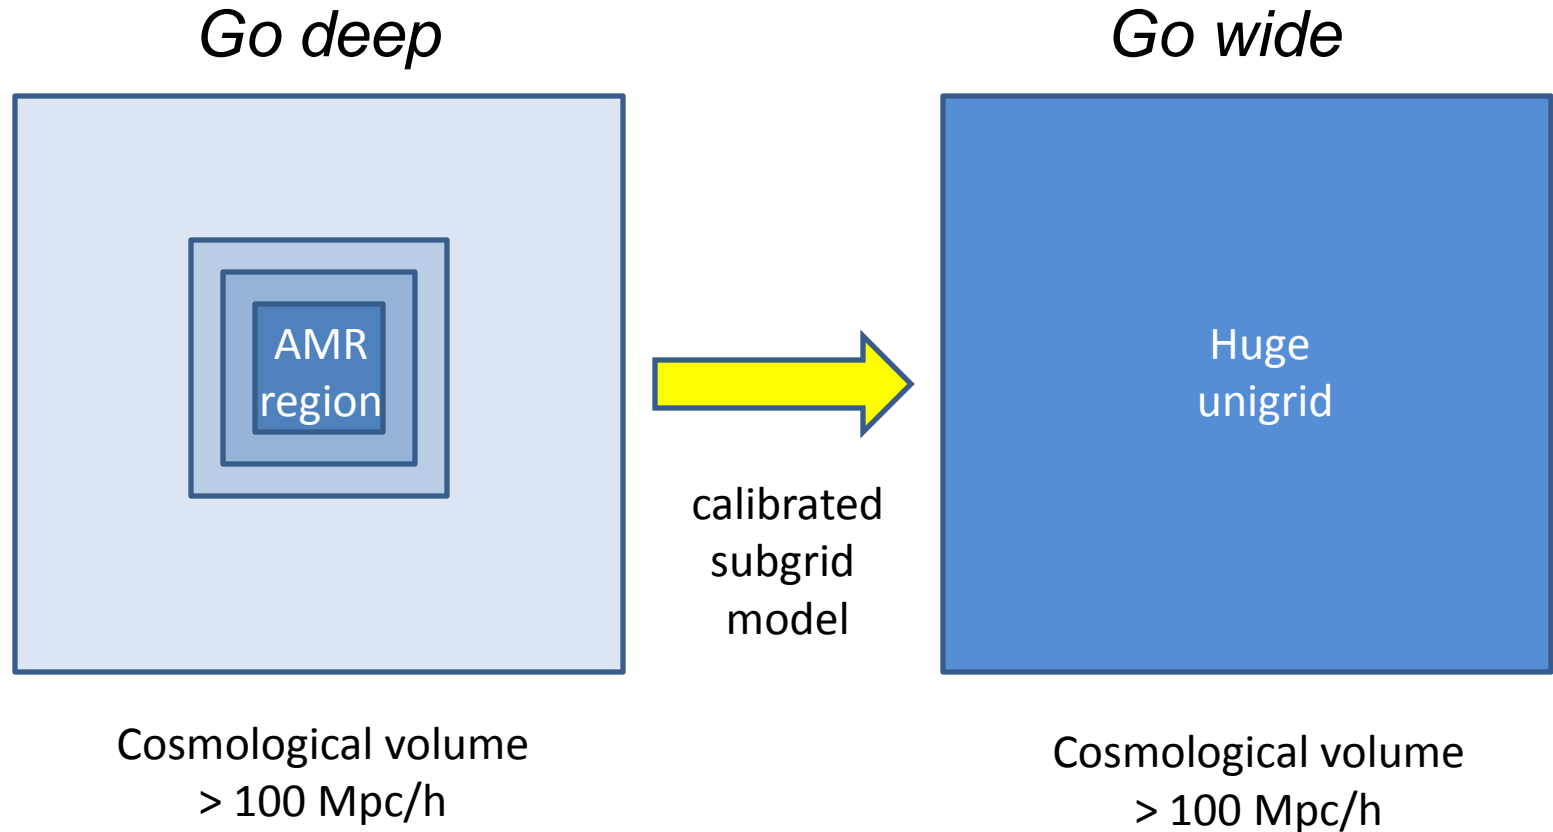 Go deep
Go wide
AMR
region
Huge
unigrid
calibrated
subgrid
model
Cosmological volume
> 100 Mpc/h
Cosmological volume
> 100 Mpc/h